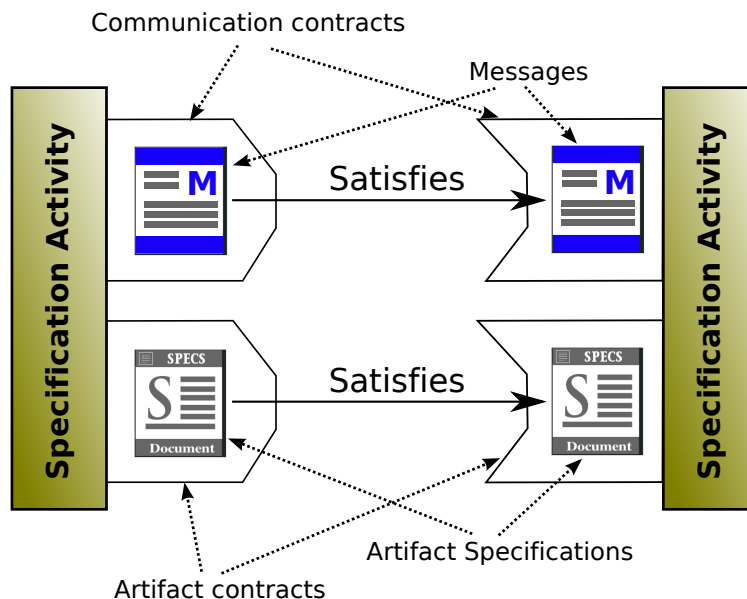 Communication contracts
Messages
Specification Activity
M
Satisfies
M
Specification Activity
SPECS
S
Document
Satisfies
SPECS
S
Document
Artifact Specifications
Artifact contracts